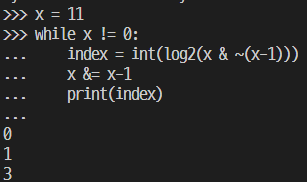 >>> x = 11
>>> while x != 0:
...     index = int(log2(x & ~(x-1)))
...     x &= x-1
...     print(index)
...
0
1
3